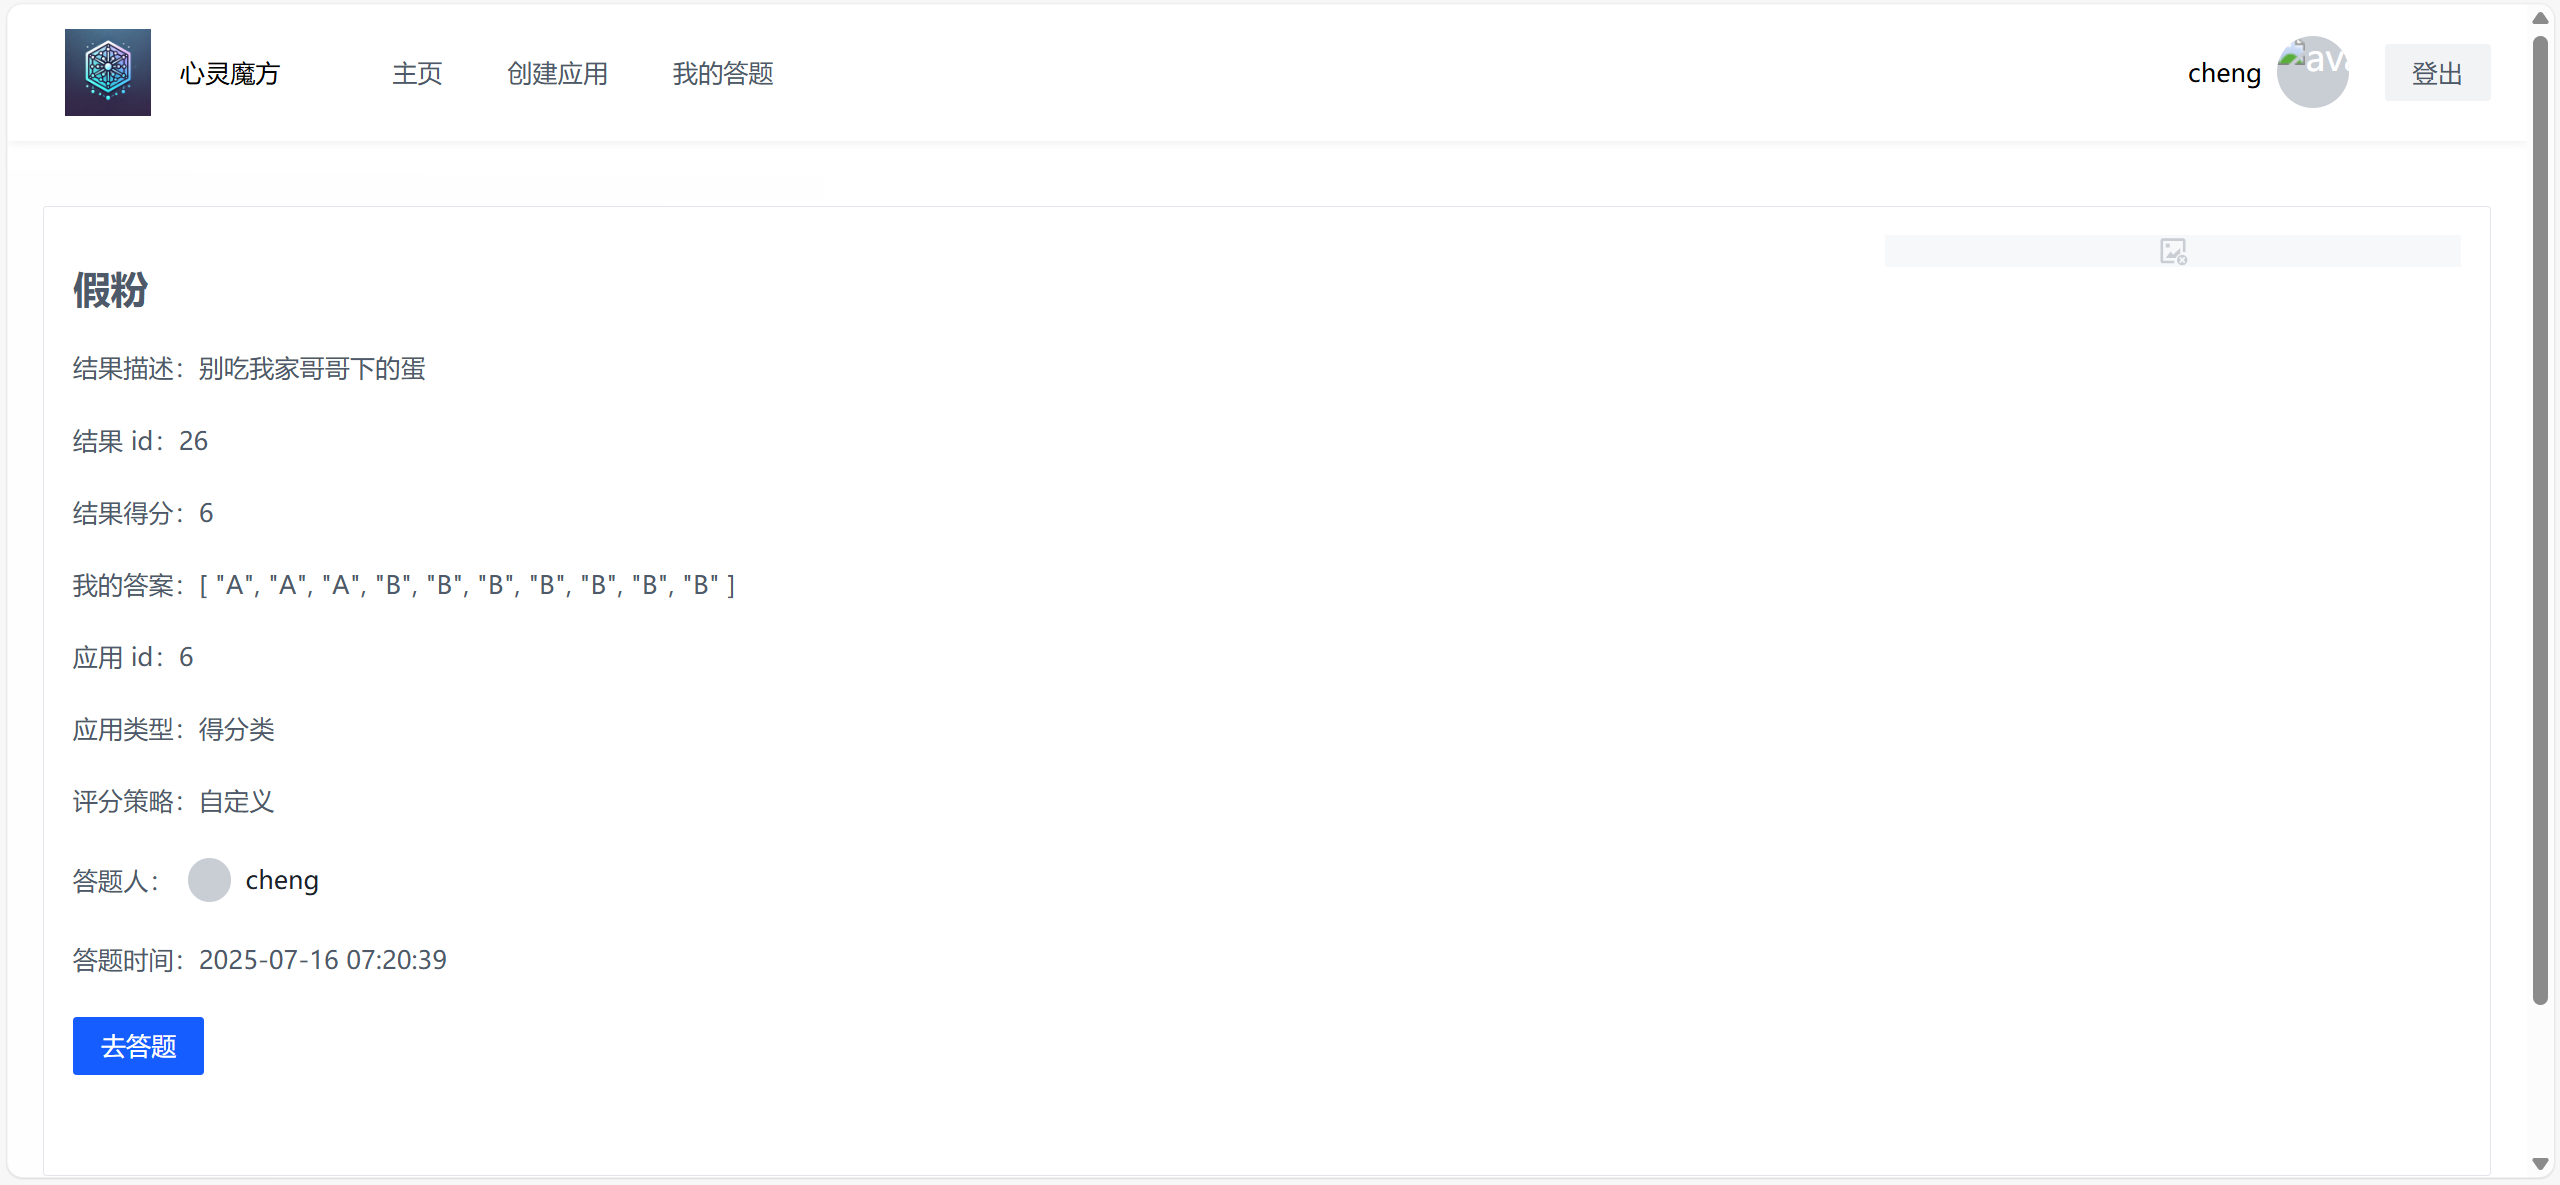 心灵魔方 主页 创建应用 我的答题 cheng ava 登出
假粉
结果描述：别吃我家哥哥下的蛋
结果 id：26
结果得分：6
我的答案：[ "A", "A", "A", "B", "B", "B", "B", "B", "B", "B" ]
应用 id：6
应用类型：得分类
评分策略：自定义
答题人： cheng
答题时间：2025-07-16 07:20:39
去答题